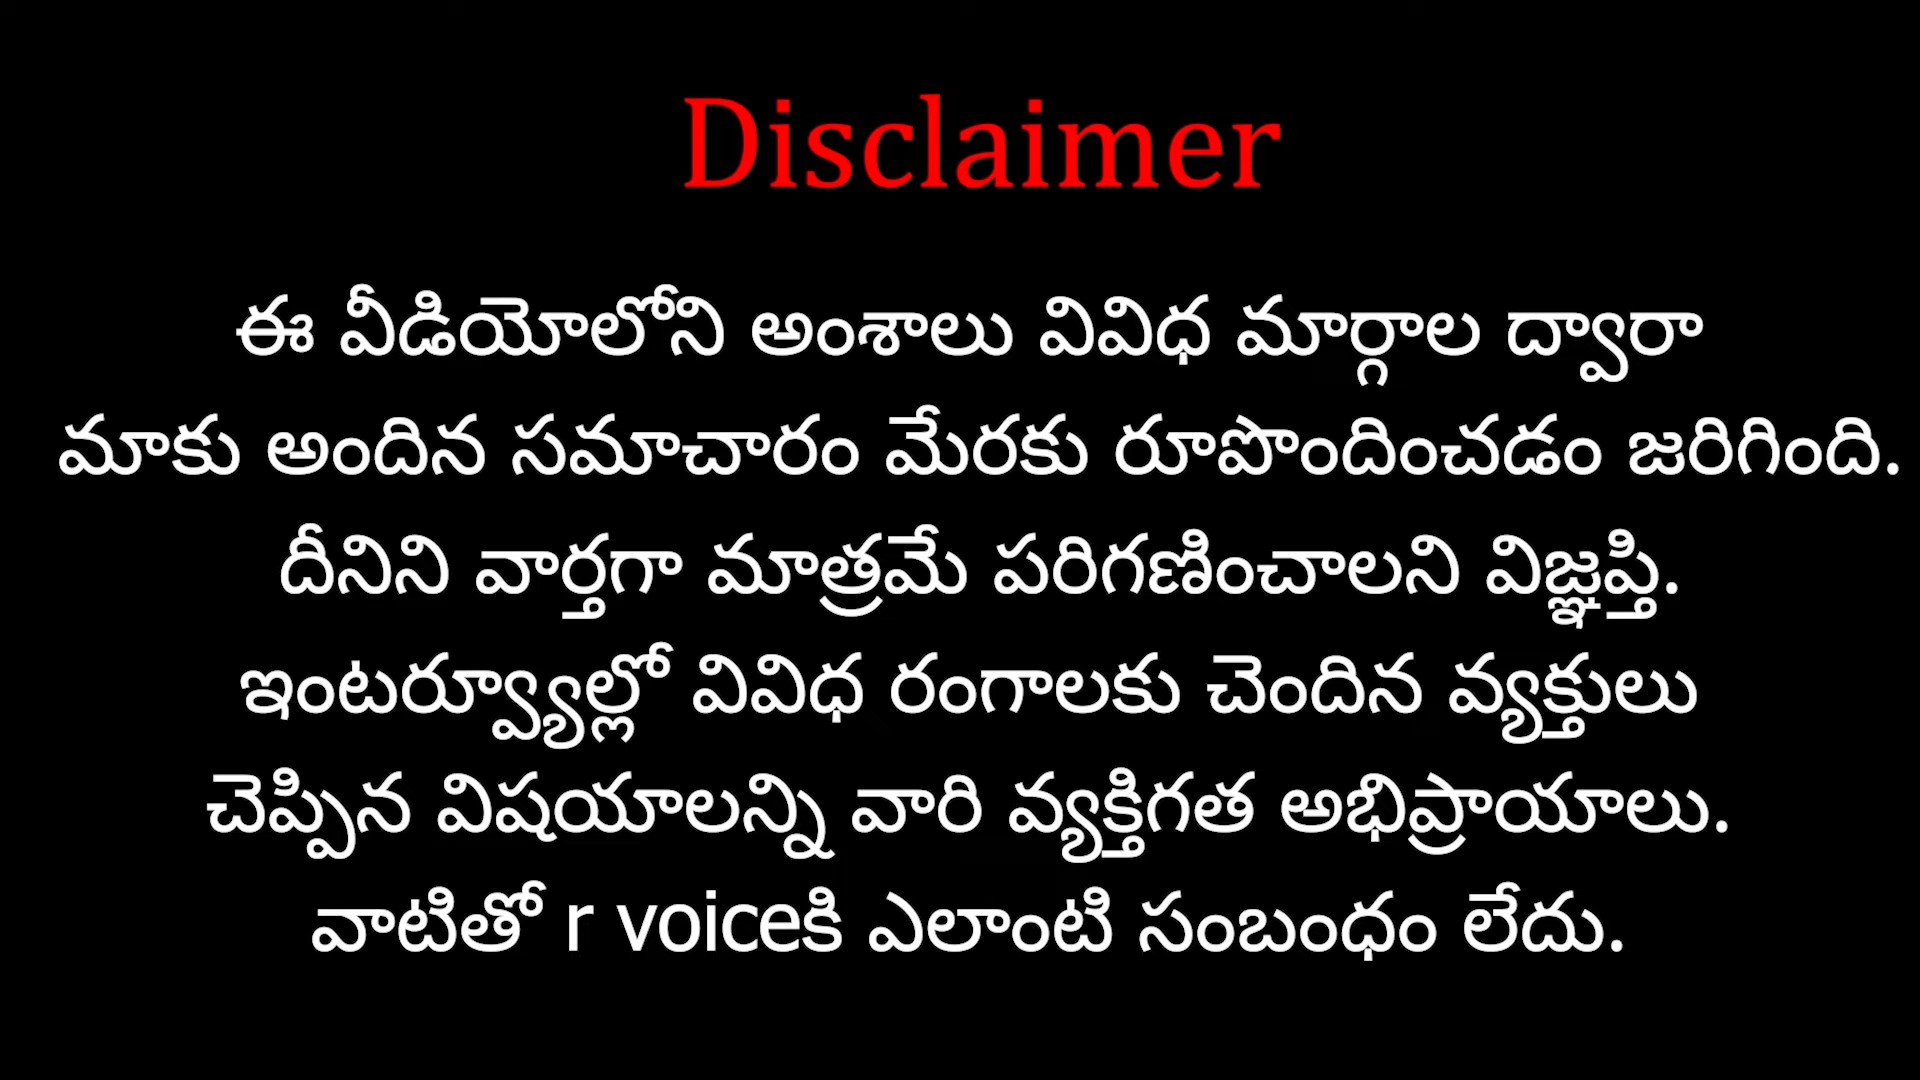 Disclaimer
ఈ వీడియోలోని అంశాలు వివిధ మార్గాల ద్వారా
మాకు అందిన సమాచారం మేరకు రూపొందించడం జరిగింది.
దీనిని వార్తగా మాత్రమే పరిగణించాలని విజ్ఞప్తి.
ఇంటర్వ్యూల్లో వివిధ రంగాలకు చెందిన వ్యక్తులు
చెప్పిన విషయాలన్ని వారి వ్యక్తిగత అభిప్రాయాలు.
వాటితో r voiceకి ఎలాంటి సంబంధం లేదు.